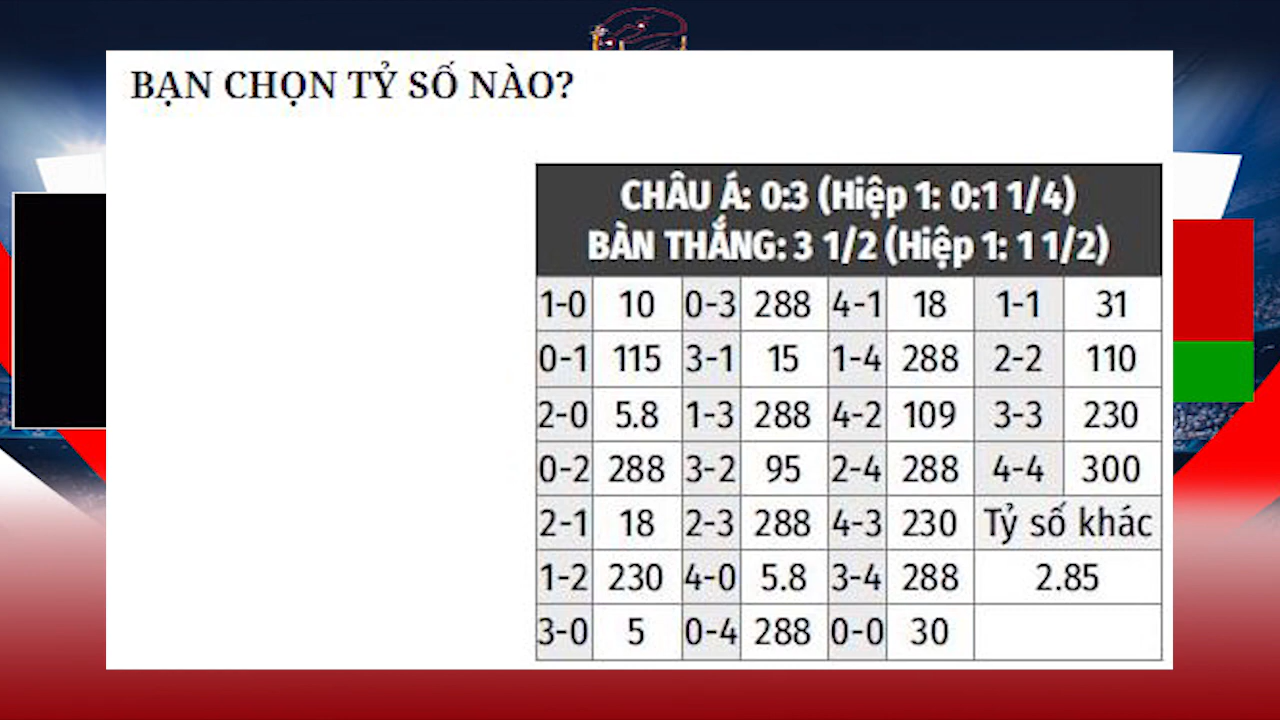 BẠN CHỌN TỶ SỐ NÀO?
CHÂU Á: 0:3 (Hiệp 1: 0:1 1/4)
BÀN THẮNG: 3 1/2 (Hiệp 1: 1 1/2)
1-0 10 0-3 288 4-1 18 1-1 31
0-1 115 3-1 15 1-4 288 2-2 110
2-0 5.8 1-3 288 4-2 109 3-3 230
0-2 288 3-2 95 2-4 288 4-4 300
2-1 18 2-3 288 4-3 230 Tỷ số khác
1-2 230 4-0 5.8 3-4 288 2.85
3-0 5 0-4 288 0-0 30